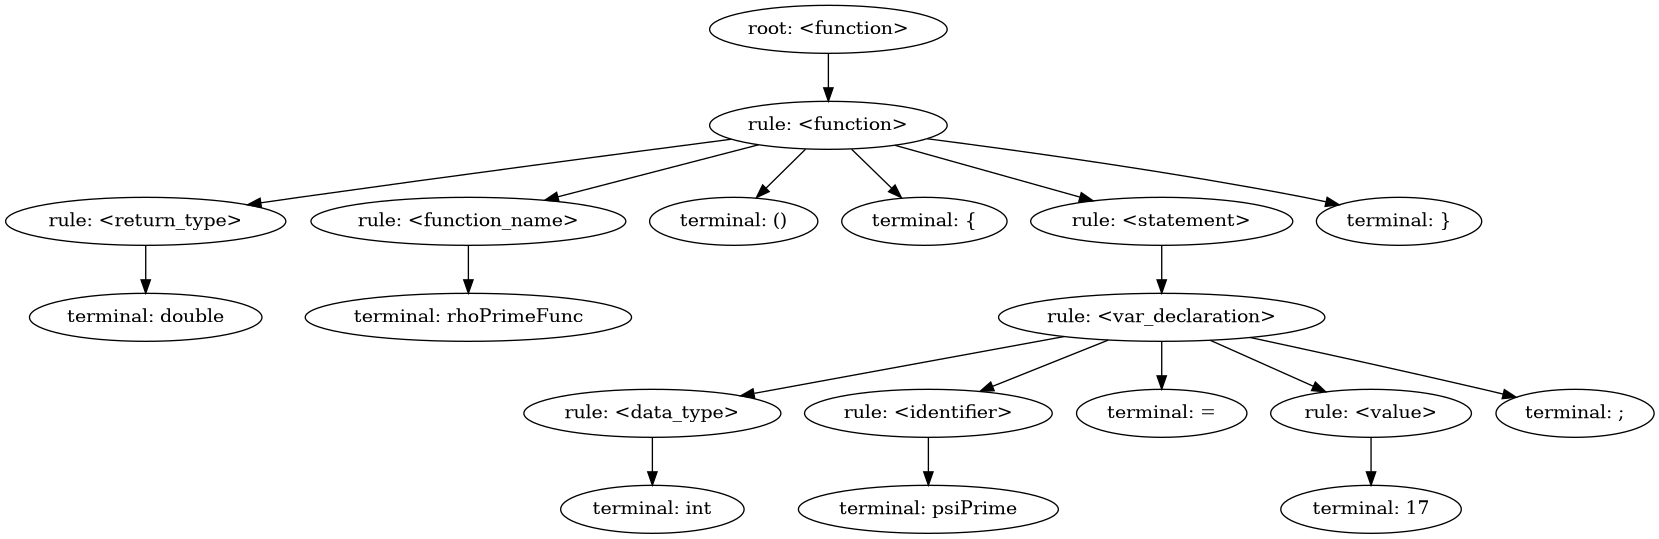 root: <function>
rule: <function>
rule: <return_type>
rule: <function_name>
terminal: ()
terminal: {
rule: <statement>
terminal: }
terminal: double
terminal: rhoPrimeFunc
rule: <var_declaration>
rule: <data_type>
rule: <identifier>
terminal: =
rule: <value>
terminal: ;
terminal: int
terminal: psiPrime
terminal: 17